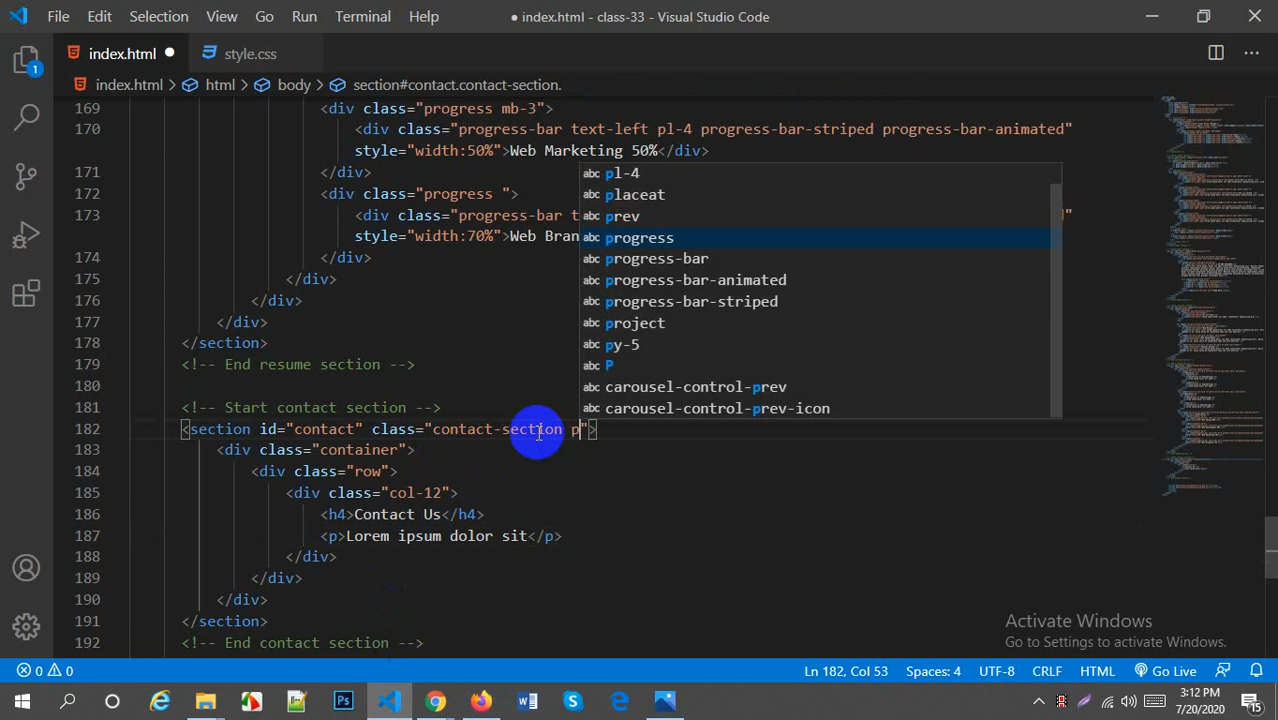 File Edit Selection View Go Run Terminal Help ● index.html - class-33 - Visual Studio Code
index.html ● style.css
index.html > html > body > section#contact.contact-section.
169 <div class="progress mb-3">
170 <div class="progress-bar text-left pl-4 progress-bar-striped progress-bar-animated"
style="width:50%">Web Marketing 50%</div>
171 </div>
172 <div class="progress ">
173 <div class="progress-bar t d"
style="width:70%">Web Bran
174 </div>
175 </div>
176 </div>
177 </div>
178 </section>
179 <!-- End resume section -->
180
181 <!-- Start contact section -->
182 <section id="contact" class="contact-section p">
183 <div class="container">
184 <div class="row">
185 <div class="col-12">
186 <h4>Contact Us</h4>
187 <p>Lorem ipsum dolor sit</p>
188 </div>
189 </div>
190 </div>
191 </section>
192 <!-- End contact section -->
abc pl-4
abc placeat
abc prev
abc progress
abc progress-bar
abc progress-bar-animated
abc progress-bar-striped
abc project
abc py-5
abc P
abc carousel-control-prev
abc carousel-control-prev-icon
1
Activate Windows
Go to Settings to activate Windows.
0 0 Ln 182, Col 53 Spaces: 4 UTF-8 CRLF HTML Go Live
Ps W S 3:12 PM
7/20/2020 15